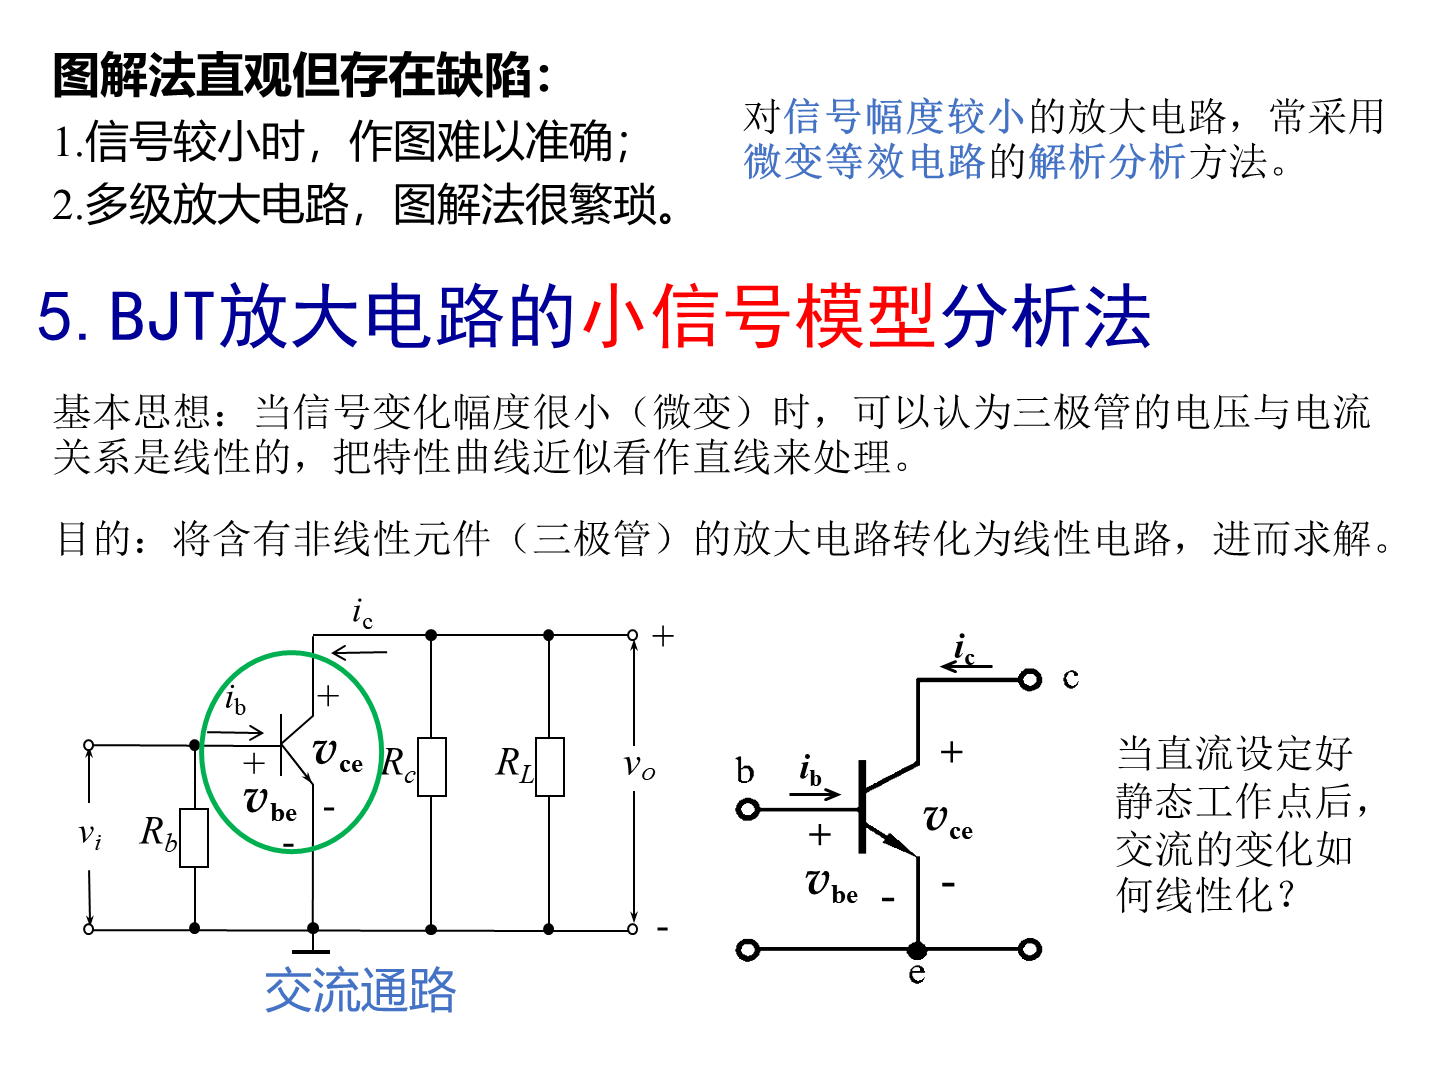 图解法直观但存在缺陷：
1.信号较小时，作图难以准确；
2.多级放大电路，图解法很繁琐。
对信号幅度较小的放大电路，常采用
微变等效电路的解析分析方法。
5. BJT放大电路的小信号模型分析法
基本思想：当信号变化幅度很小（微变）时，可以认为三极管的电压与电流
关系是线性的，把特性曲线近似看作直线来处理。
目的：将含有非线性元件（三极管）的放大电路转化为线性电路，进而求解。
ic
+
ib
+
+
vce
Rc
RL
vo
vbe
-
vi
Rb
-
-
交流通路
ic
c
b
ib
+
+
vce
vbe
-
-
e
当直流设定好
静态工作点后，
交流的变化如
何线性化？